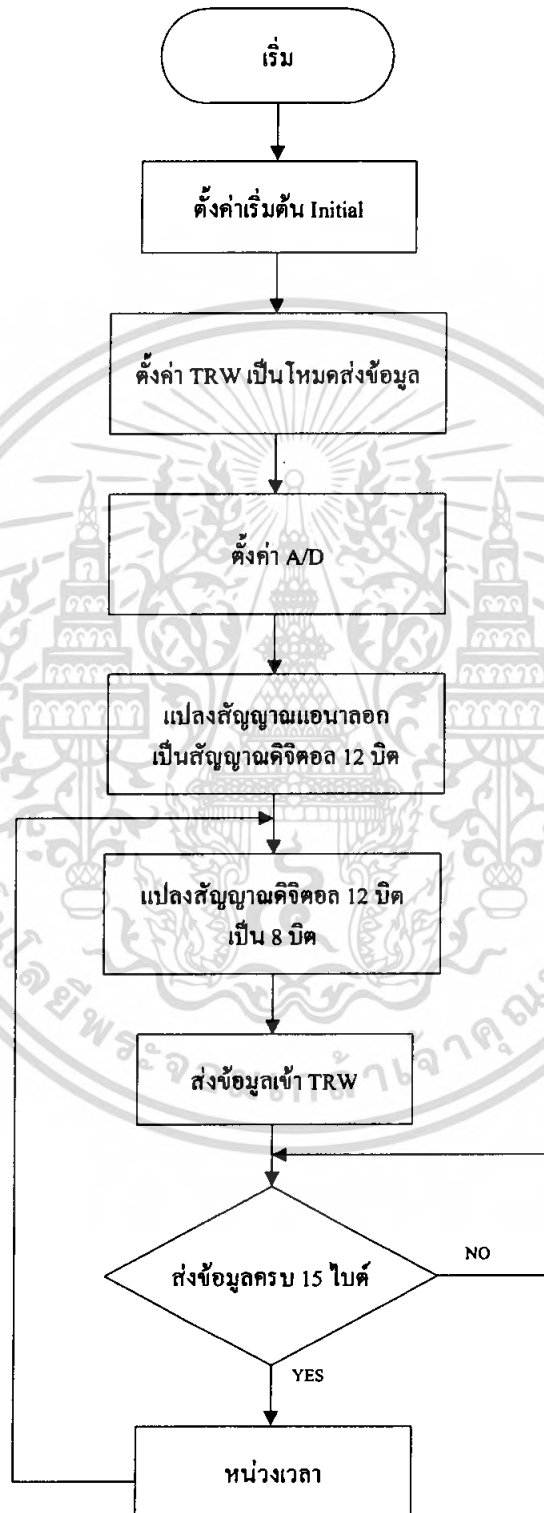 เริ่ม
ตั้งค่าเริ่มต้น Initial
ตั้งค่า TRW เป็นโหมดส่งข้อมูล
ตั้งค่า A/D
แปลงสัญญาณแอนาลอก
เป็นสัญญาณดิจิตอล 12 บิต
แปลงสัญญาณดิจิตอล 12 บิต
เป็น 8 บิต
ส่งข้อมูลเข้า TRW
ส่งข้อมูลครบ 15 ไบต์
NO
YES
หน่วงเวลา